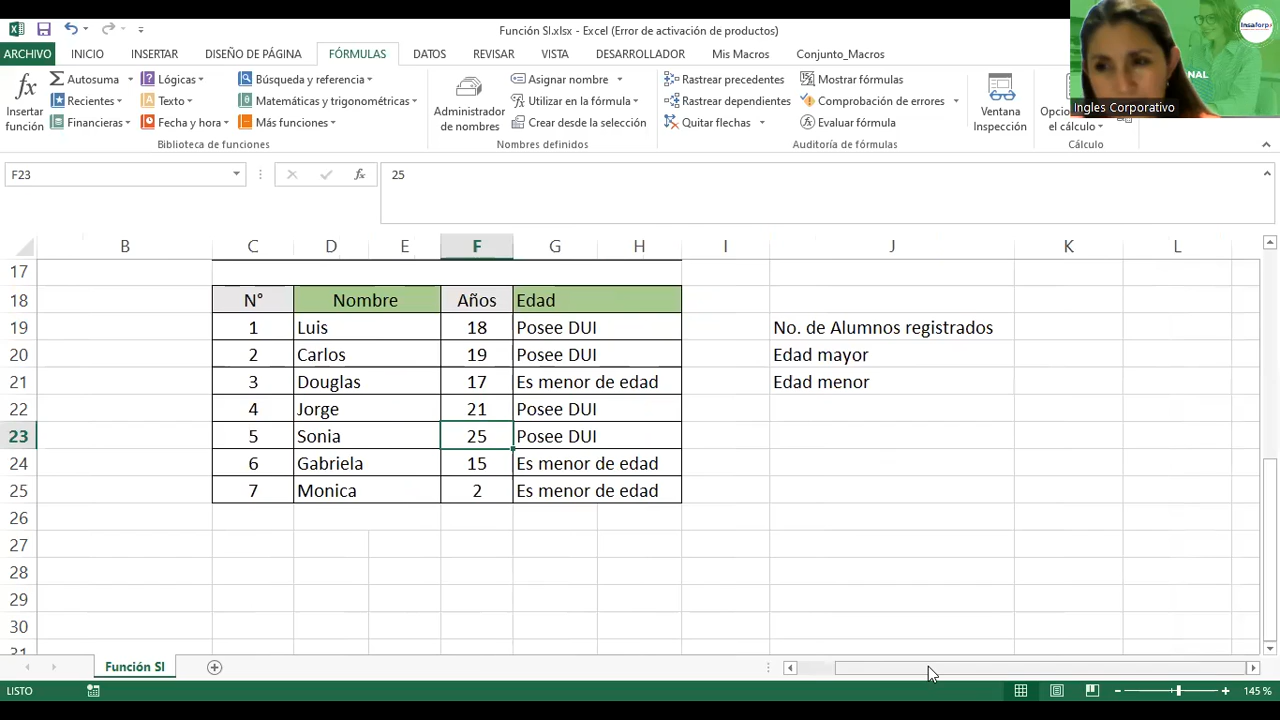 Función SI.xlsx - Excel (Error de activación de productos)
Insaforp
NAL
Ingles Corporativo
ARCHIVO INICIO INSERTAR DISEÑO DE PÁGINA FÓRMULAS DATOS REVISAR VISTA DESARROLLADOR Mis Macros Conjunto_Macros
fx Autosuma Lógicas Búsqueda y referencia Asignar nombre Rastrear precedentes Mostrar fórmulas
Insertar función Recientes Texto Matemáticas y trigonométricas Administrador de nombres Utilizar en la fórmula Rastrear dependientes Comprobación de errores Ventana Inspección
Financieras Fecha y hora Más funciones Crear desde la selección Quitar flechas Evaluar fórmula el cálculo
Biblioteca de funciones Nombres definidos Auditoría de fórmulas Cálculo
F23 fx 25
B C D E F G H I J K L
17
18 N° Nombre Años Edad
19 1 Luis 18 Posee DUI No. de Alumnos registrados
20 2 Carlos 19 Posee DUI Edad mayor
21 3 Douglas 17 Es menor de edad Edad menor
22 4 Jorge 21 Posee DUI
23 5 Sonia 25 Posee DUI
24 6 Gabriela 15 Es menor de edad
25 7 Monica 2 Es menor de edad
26
27
28
29
30
31
Función SI
LISTO 145 %